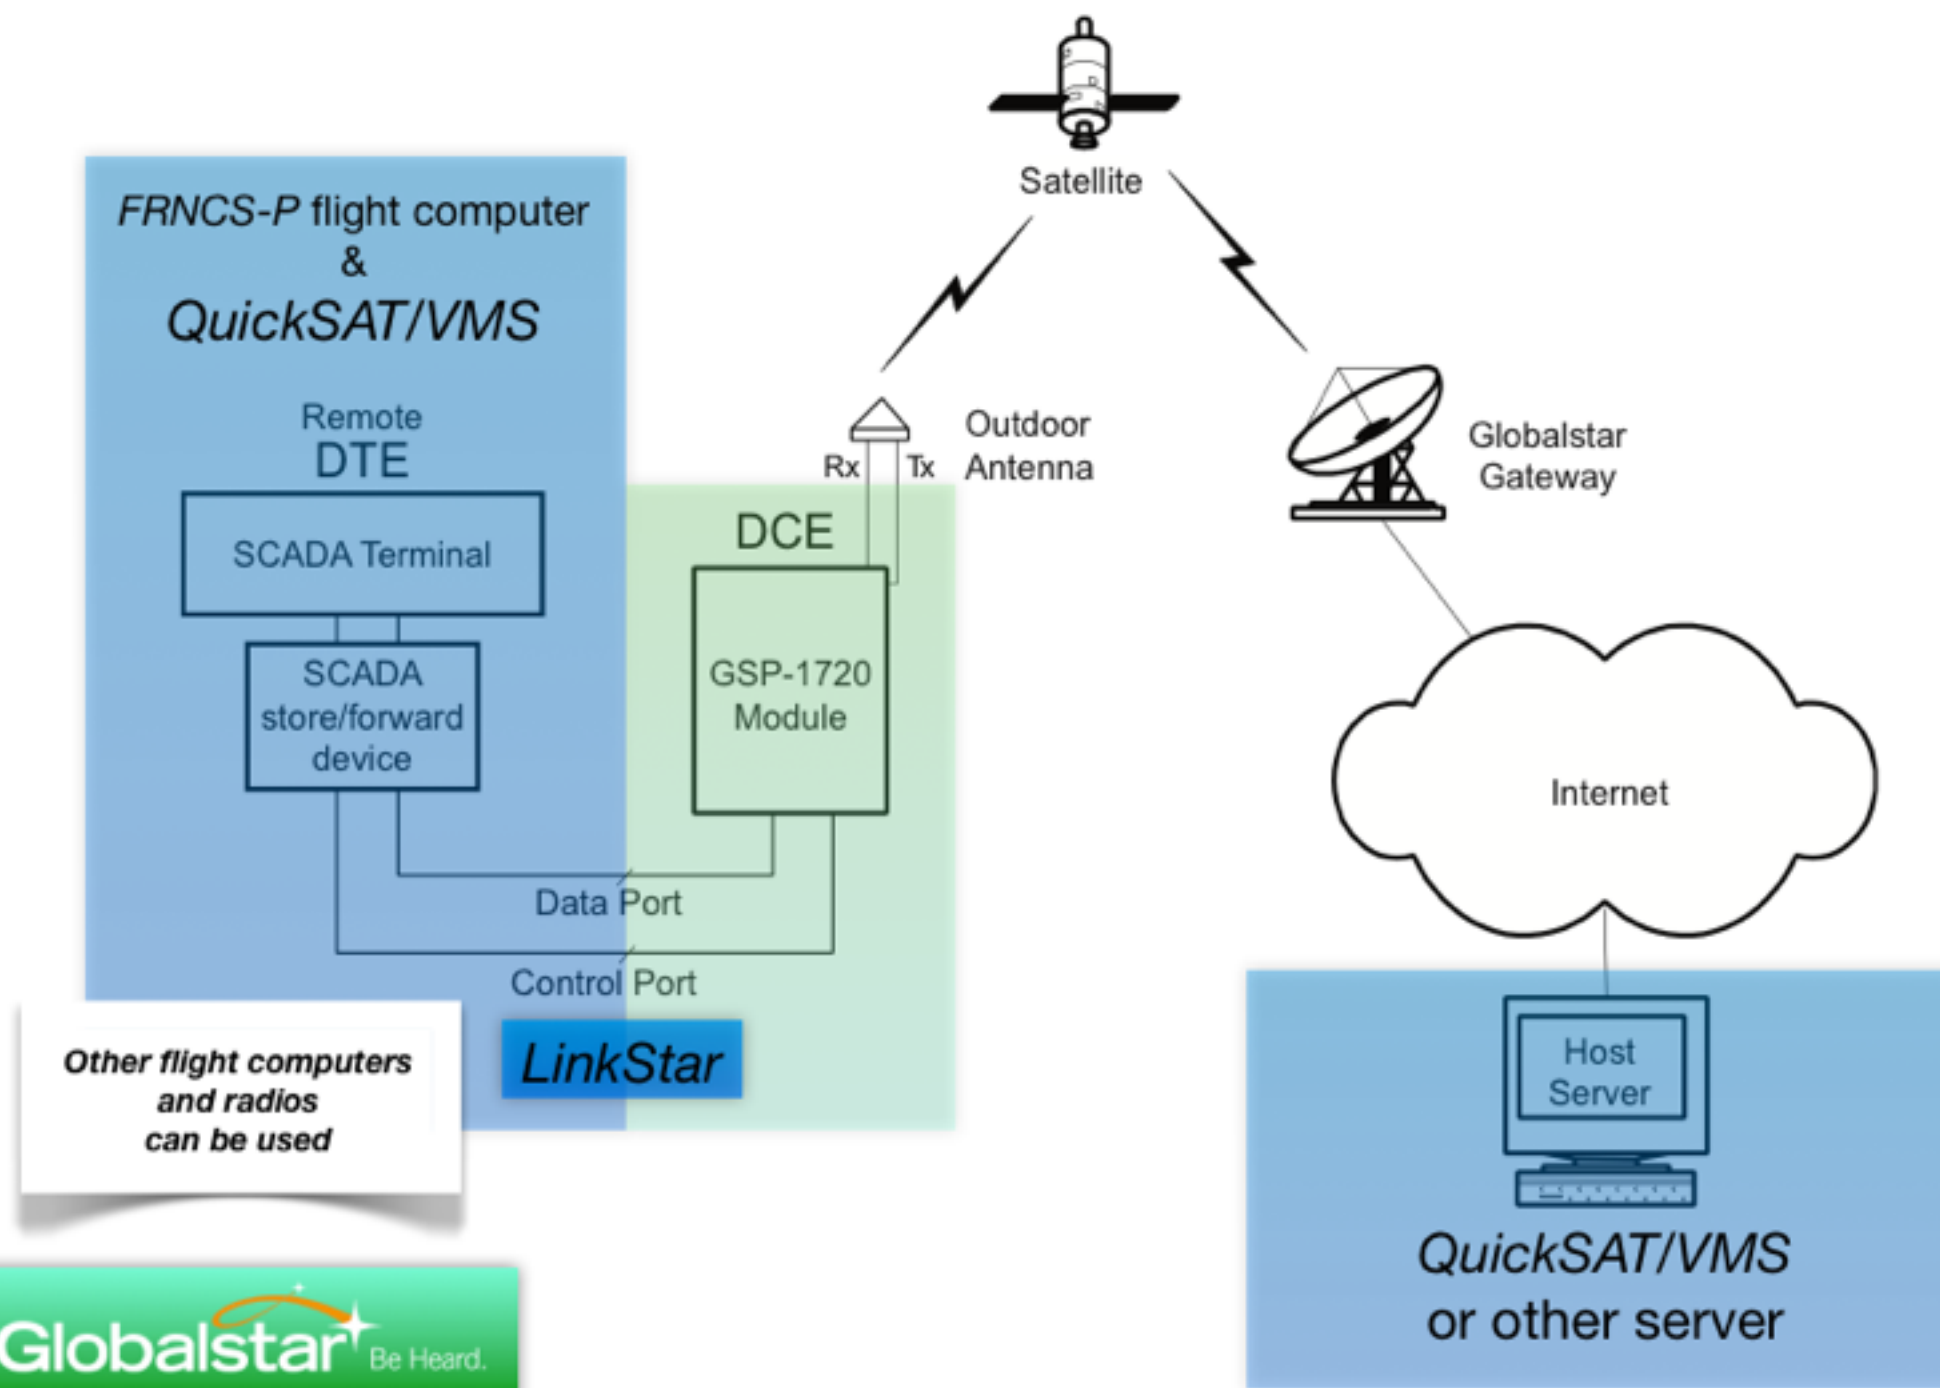 Satellite
FRNCS-P flight computer
&
QuickSAT/VMS
Remote
DTE
SCADA Terminal
SCADA
store/forward
device
Rx
Tx
Outdoor
Antenna
DCE
GSP-1720
Module
Data Port
Control Port
LinkStar
Other flight computers
and radios
can be used
Globalstar
Be Heard.
Globalstar
Gateway
Internet
Host
Server
QuickSAT/VMS
or other server